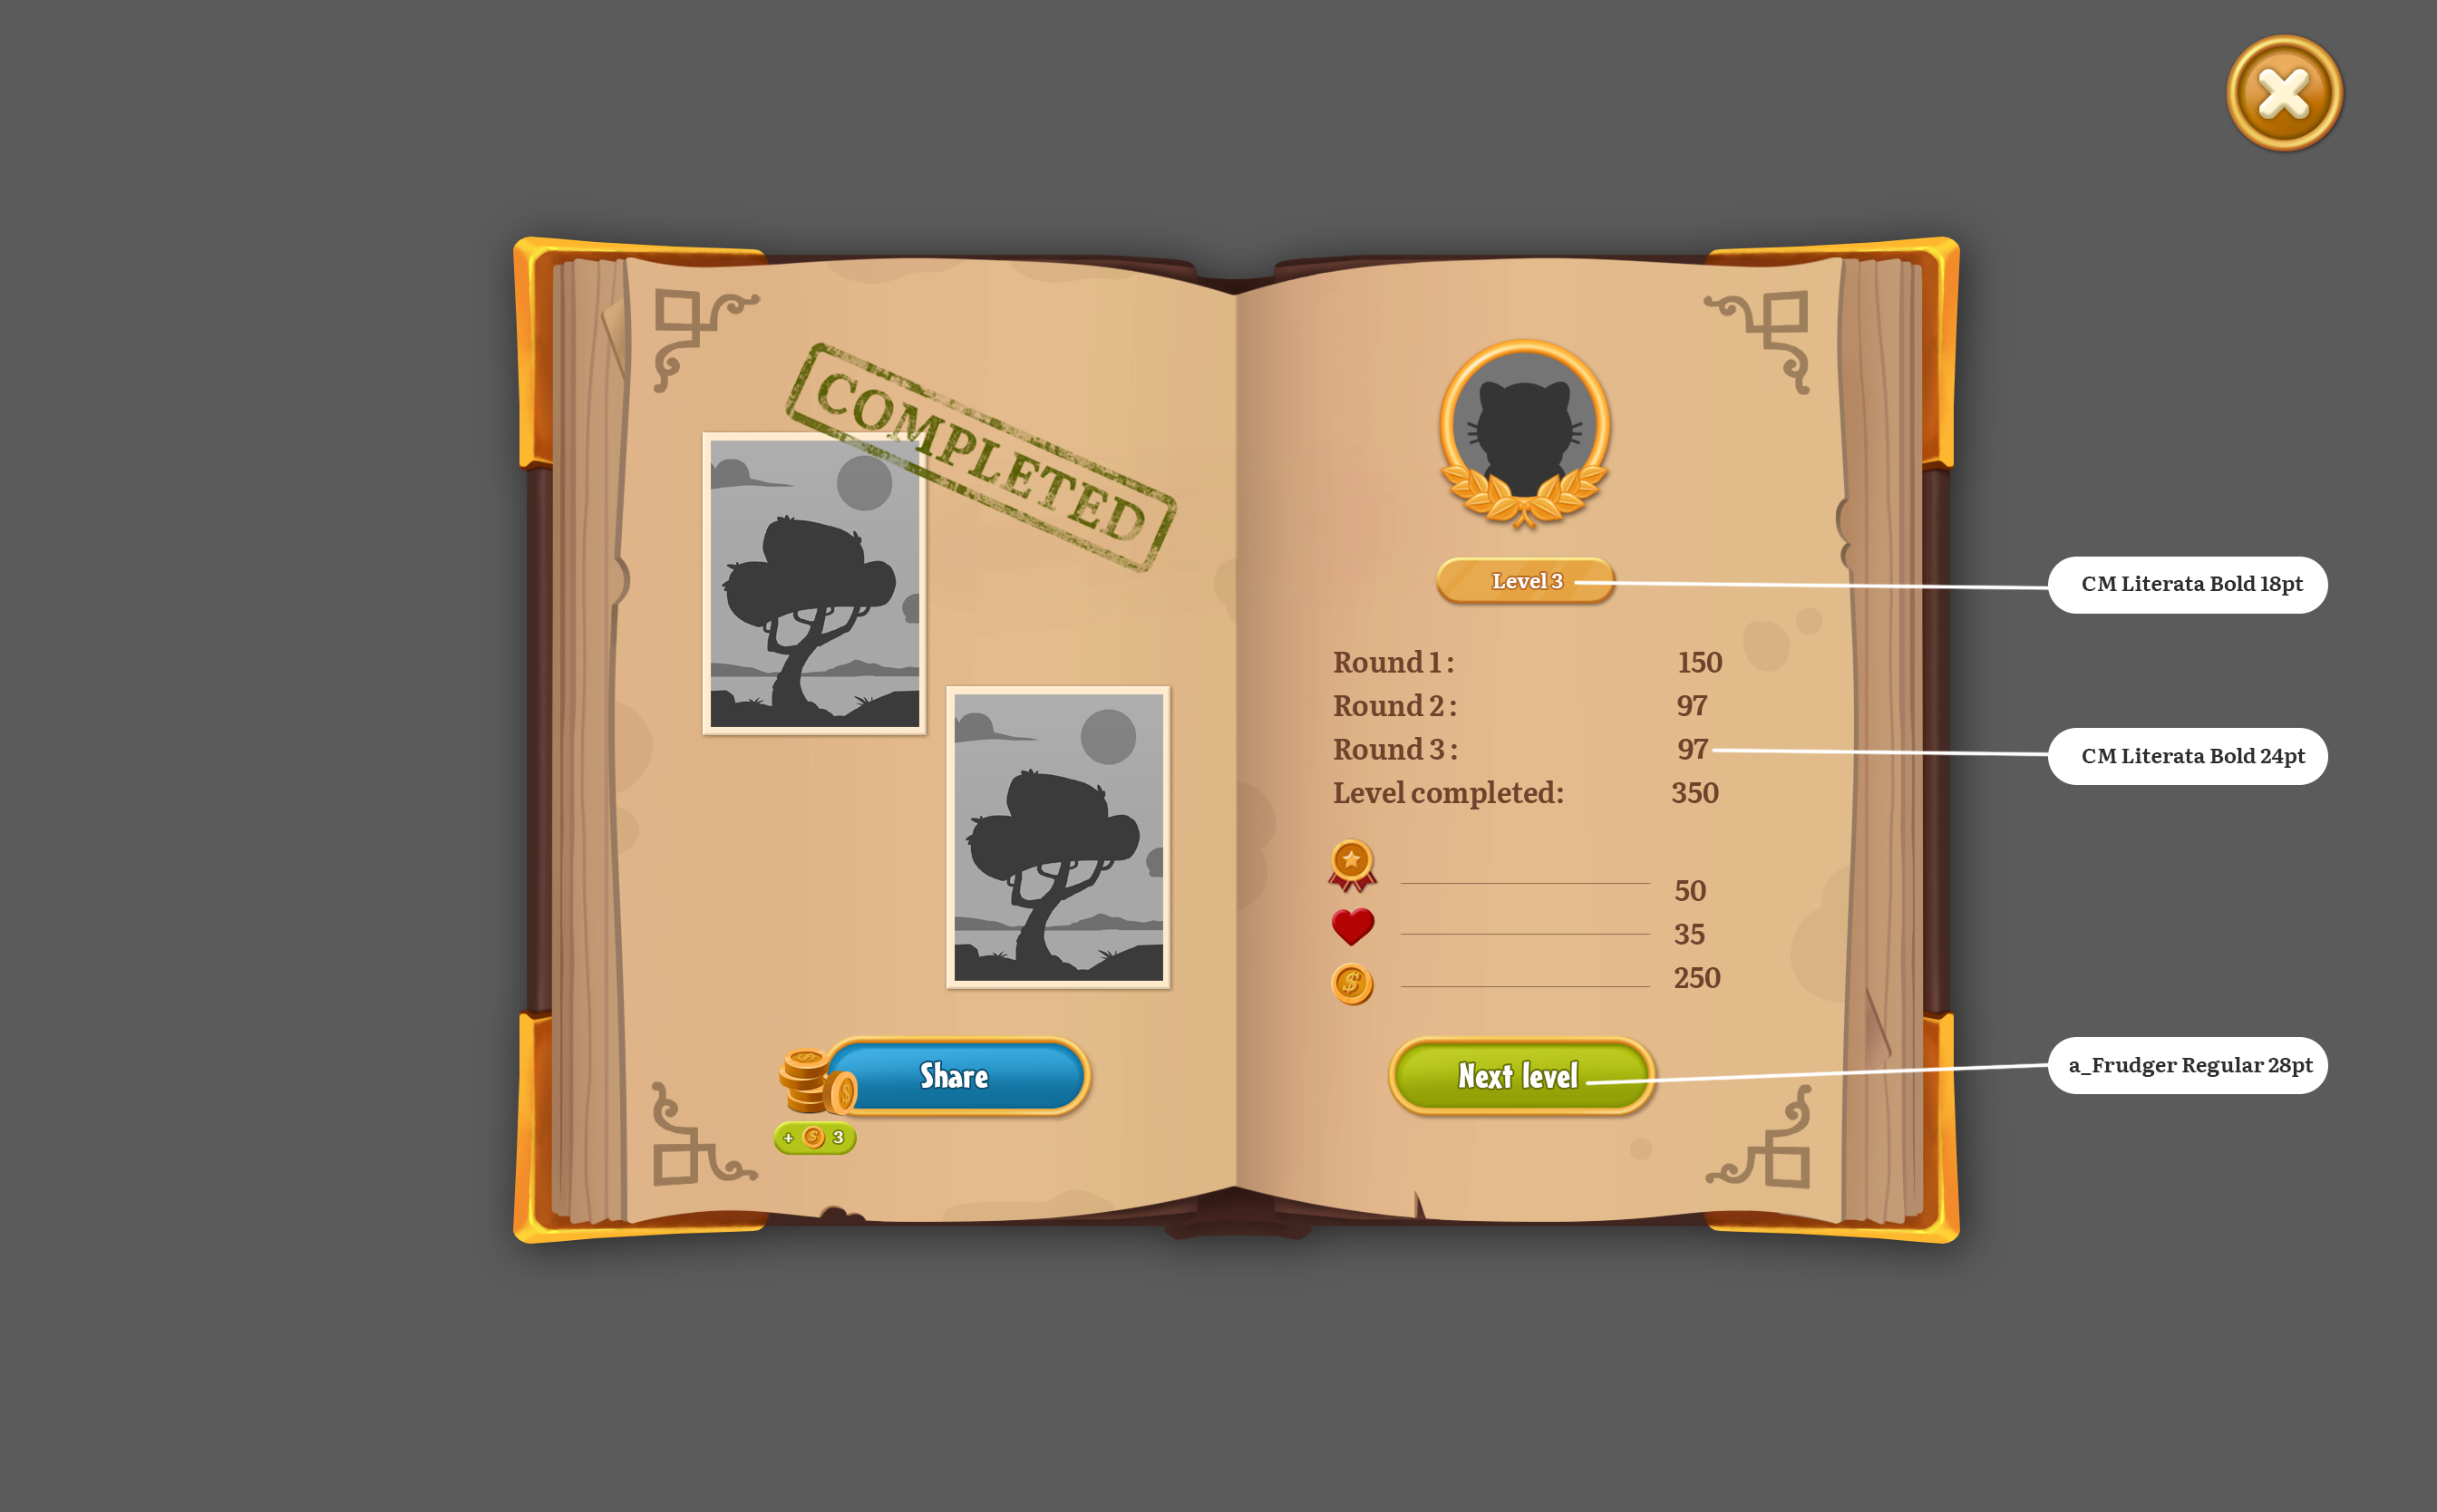 COMPLETED
Level 3
Round 1 : 150
Round 2 : 97
Round 3 : 97
Level completed: 350
50
35
250
Share
+ $ 3
Next level
CM Literata Bold 18pt
CM Literata Bold 24pt
a_Frudger Regular 28pt